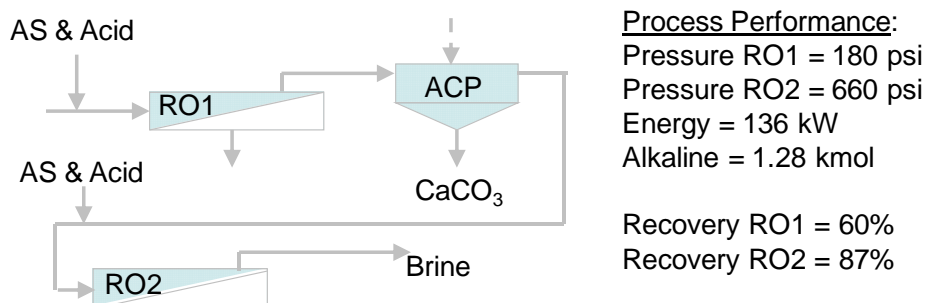 AS & Acid
RO1
ACP
CaCO₃
AS & Acid
RO2
Brine
Process Performance:
Pressure RO1 = 180 psi
Pressure RO2 = 660 psi
Energy = 136 kW
Alkaline = 1.28 kmol
Recovery RO1 = 60%
Recovery RO2 = 87%